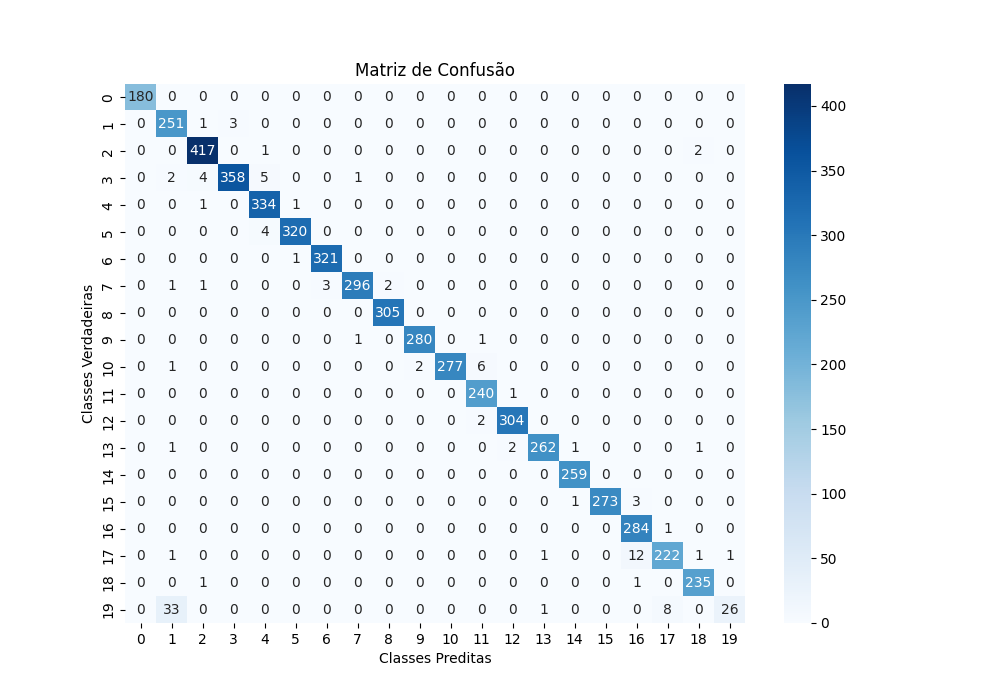 Matriz de Confusão
Classes Verdadeiras
0 180 0 0 0 0 0 0 0 0 0 0 0 0 0 0 0 0 0 0 0
1 0 251 1 3 0 0 0 0 0 0 0 0 0 0 0 0 0 0 0 0
2 0 0 417 0 1 0 0 0 0 0 0 0 0 0 0 0 0 0 2 0
3 0 2 4 358 5 0 0 1 0 0 0 0 0 0 0 0 0 0 0 0
4 0 0 1 0 334 1 0 0 0 0 0 0 0 0 0 0 0 0 0 0
5 0 0 0 0 4 320 0 0 0 0 0 0 0 0 0 0 0 0 0 0
6 0 0 0 0 0 1 321 0 0 0 0 0 0 0 0 0 0 0 0 0
7 0 1 1 0 0 0 3 296 2 0 0 0 0 0 0 0 0 0 0 0
8 0 0 0 0 0 0 0 0 305 0 0 0 0 0 0 0 0 0 0 0
9 0 0 0 0 0 0 0 1 0 280 0 1 0 0 0 0 0 0 0 0
10 0 1 0 0 0 0 0 0 0 2 277 6 0 0 0 0 0 0 0 0
11 0 0 0 0 0 0 0 0 0 0 0 240 1 0 0 0 0 0 0 0
12 0 0 0 0 0 0 0 0 0 0 0 2 304 0 0 0 0 0 0 0
13 0 1 0 0 0 0 0 0 0 0 0 0 2 262 1 0 0 0 1 0
14 0 0 0 0 0 0 0 0 0 0 0 0 0 0 259 0 0 0 0 0
15 0 0 0 0 0 0 0 0 0 0 0 0 0 0 1 273 3 0 0 0
16 0 0 0 0 0 0 0 0 0 0 0 0 0 0 0 0 284 1 0 0
17 0 1 0 0 0 0 0 0 0 0 0 0 0 1 0 0 12 222 1 1
18 0 0 1 0 0 0 0 0 0 0 0 0 0 0 0 0 1 0 235 0
19 0 33 0 0 0 0 0 0 0 0 0 0 0 1 0 0 0 8 0 26
0 1 2 3 4 5 6 7 8 9 10 11 12 13 14 15 16 17 18 19
Classes Preditas
400
350
300
250
200
150
100
50
0